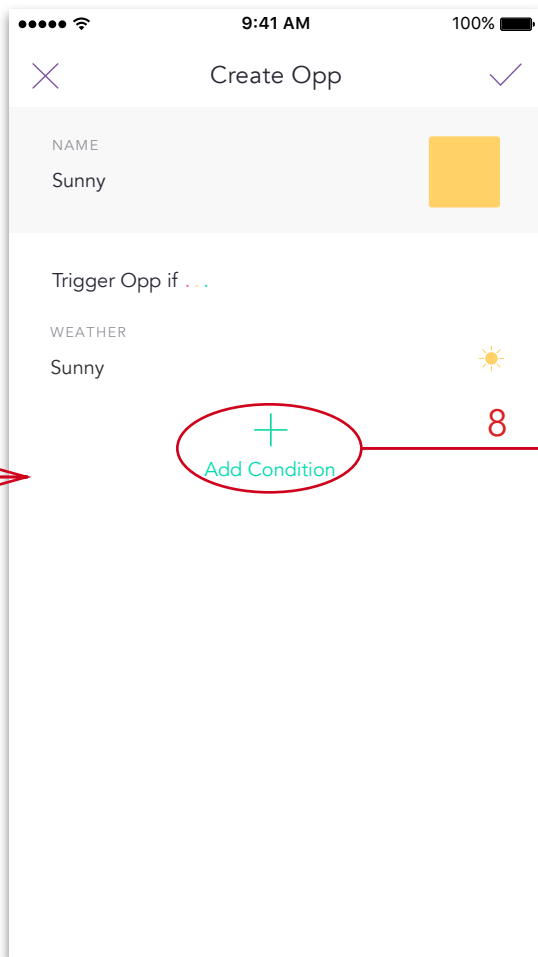 9:41 AM 100%
Create Opp
NAME
Sunny
Trigger Opp if . . .
WEATHER
Sunny
8
Add Condition